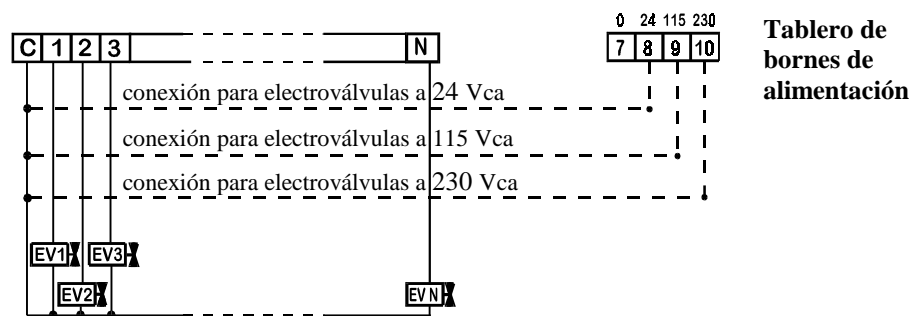 0 24 115 230
C 1 2 3 N
7 8 9 10
Tablero de
bornes de
alimentación
conexión para electroválvulas a 24 Vca
conexión para electroválvulas a 115 Vca
conexión para electroválvulas a 230 Vca
EV1 EV3
EV2 EV N